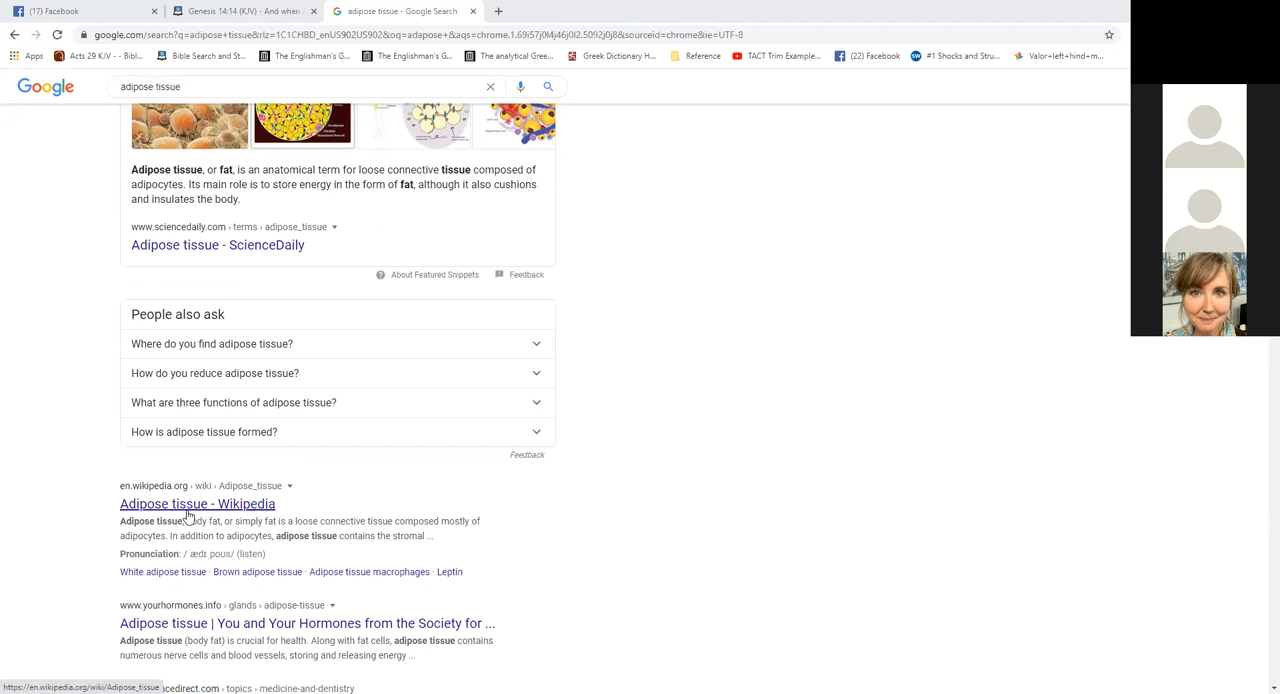 (17) Facebook
Genesis 14:14 (KJV) - And when
adipose tissue - Google Search
google.com/search?q=adipose+tissue&rlz=1C1CHBD_enUS902US902&oq=adapose+&aqs=chrome.1.69i57j0l4j46j0l2.5092j0j8&sourceid=chrome&ie=UTF-8
Apps
Acts 29 KJV - - Bibl...
Bible Search and St...
The Englishman's G...
The Englishman's G...
The analytical Gree...
Greek Dictionary H...
Reference
TACT Trim Example...
(22) Facebook
#1 Shocks and Stru...
Valor+left+hind+m...
Google
adipose tissue
Adipose tissue, or fat, is an anatomical term for loose connective tissue composed of
adipocytes. Its main role is to store energy in the form of fat, although it also cushions
and insulates the body.
www.sciencedaily.com › terms › adipose_tissue
Adipose tissue - ScienceDaily
About Featured Snippets
Feedback
People also ask
Where do you find adipose tissue?
How do you reduce adipose tissue?
What are three functions of adipose tissue?
How is adipose tissue formed?
Feedback
en.wikipedia.org › wiki › Adipose_tissue
Adipose tissue - Wikipedia
Adipose tissue, body fat, or simply fat is a loose connective tissue composed mostly of
adipocytes. In addition to adipocytes, adipose tissue contains the stromal ...
Pronunciation: /ˈædɪˌpoʊs/ (listen)
White adipose tissue · Brown adipose tissue · Adipose tissue macrophages · Leptin
www.yourhormones.info › glands › adipose-tissue
Adipose tissue | You and Your Hormones from the Society for ...
Adipose tissue (body fat) is crucial for health. Along with fat cells, adipose tissue contains
numerous nerve cells and blood vessels, storing and releasing energy ...
https://en.wikipedia.org/wiki/Adipose_tissue
cedirect.com › topics › medicine-and-dentistry